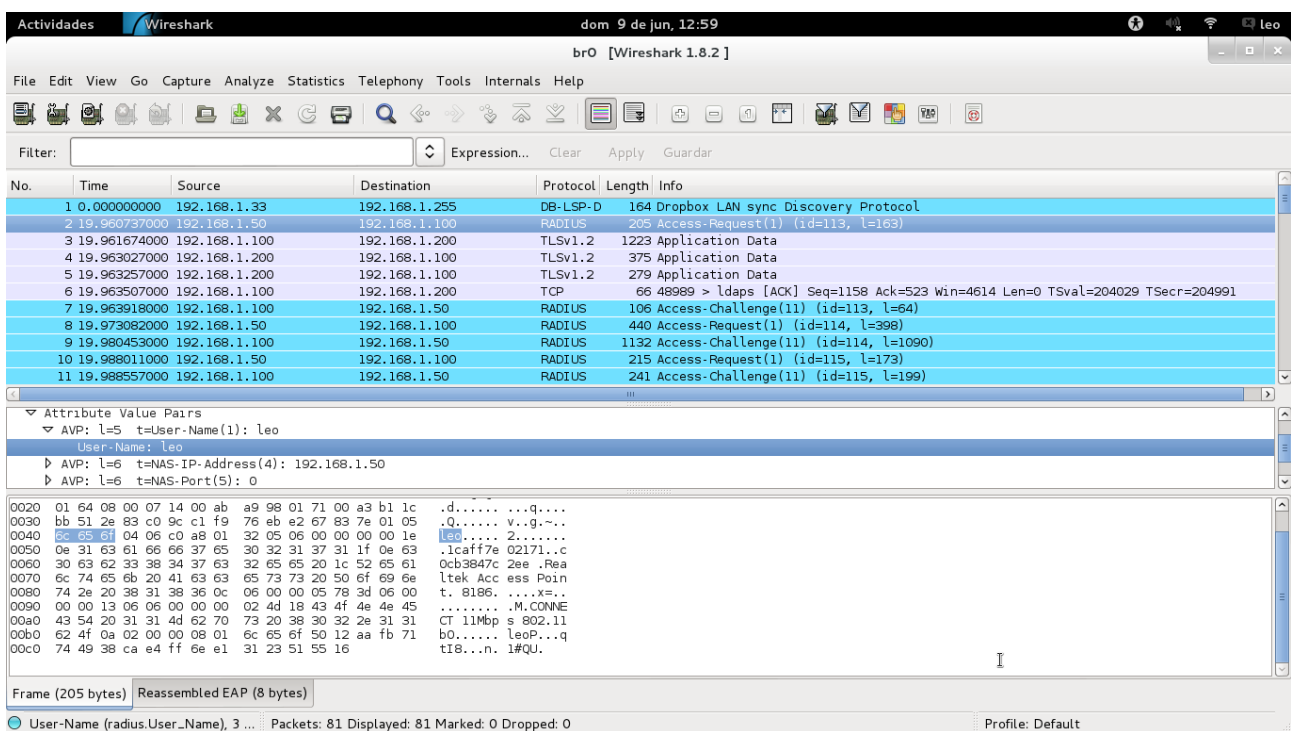 Actividades Wireshark dom 9 de jun, 12:59 leo
br0 [Wireshark 1.8.2 ]
File Edit View Go Capture Analyze Statistics Telephony Tools Internals Help
Filter: Expression... Clear Apply Guardar
No. Time Source Destination Protocol Length Info
1 0.000000000 192.168.1.33 192.168.1.255 DB-LSP-D 164 Dropbox LAN sync Discovery Protocol
2 19.960737000 192.168.1.50 192.168.1.100 RADIUS 205 Access-Request(1) (id=113, l=163)
3 19.961674000 192.168.1.100 192.168.1.200 TLSv1.2 1223 Application Data
4 19.963027000 192.168.1.200 192.168.1.100 TLSv1.2 375 Application Data
5 19.963257000 192.168.1.200 192.168.1.100 TLSv1.2 279 Application Data
6 19.963507000 192.168.1.100 192.168.1.200 TCP 66 48989 > ldaps [ACK] Seq=1158 Ack=523 Win=4614 Len=0 TSval=204029 TSecr=204991
7 19.963918000 192.168.1.100 192.168.1.50 RADIUS 106 Access-Challenge(11) (id=113, l=64)
8 19.973082000 192.168.1.50 192.168.1.100 RADIUS 440 Access-Request(1) (id=114, l=398)
9 19.980453000 192.168.1.100 192.168.1.50 RADIUS 1132 Access-Challenge(11) (id=114, l=1090)
10 19.988011000 192.168.1.50 192.168.1.100 RADIUS 215 Access-Request(1) (id=115, l=173)
11 19.988557000 192.168.1.100 192.168.1.50 RADIUS 241 Access-Challenge(11) (id=115, l=199)
Attribute Value Pairs
AVP: l=5 t=User-Name(1): leo
User-Name: leo
AVP: l=6 t=NAS-IP-Address(4): 192.168.1.50
AVP: l=6 t=NAS-Port(5): 0
0020 01 64 08 00 07 14 00 ab a9 98 01 71 00 a3 b1 1c .d...... ...q....
0030 bb 51 2e 83 c0 9c c1 f9 76 eb e2 67 83 7e 01 05 .Q...... v..g.~..
0040 6c 65 6f 04 06 c0 a8 01 32 05 06 00 00 00 00 1e leo..... 2.......
0050 0e 31 63 61 66 66 37 65 30 32 31 37 31 1f 0e 63 .1caff7e 02171..c
0060 30 63 62 33 38 34 37 63 32 65 65 20 1c 52 65 61 0cb3847c 2ee .Rea
0070 6c 74 65 6b 20 41 63 63 65 73 73 20 50 6f 69 6e ltek Acc ess Poin
0080 74 2e 20 38 31 38 36 0c 06 00 00 05 78 3d 06 00 t. 8186. ....x=..
0090 00 00 13 06 06 00 00 00 02 4d 18 43 4f 4e 4e 45 ........ .M.CONNE
00a0 43 54 20 31 31 4d 62 70 73 20 38 30 32 2e 31 31 CT 11Mbp s 802.11
00b0 62 4f 0a 02 00 00 08 01 6c 65 6f 50 12 aa fb 71 bO...... leoP...q
00c0 74 49 38 ca e4 ff 6e e1 31 23 51 55 16 tI8...n. 1#QU.
Frame (205 bytes) Reassembled EAP (8 bytes)
User-Name (radius.User_Name), 3 ... Packets: 81 Displayed: 81 Marked: 0 Dropped: 0 Profile: Default